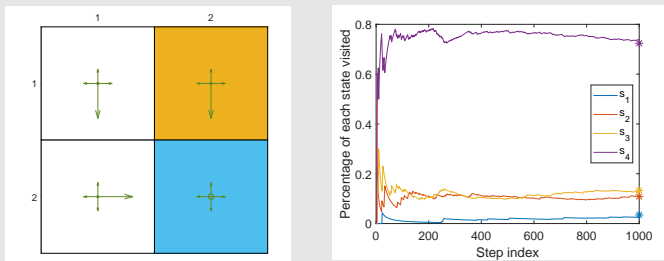 1 2
1
2
0.8
0.6
0.4
0.2
0
0 200 400 600 800 1000
Percentage of each state visited
Step index
s1
s2
s3
s4